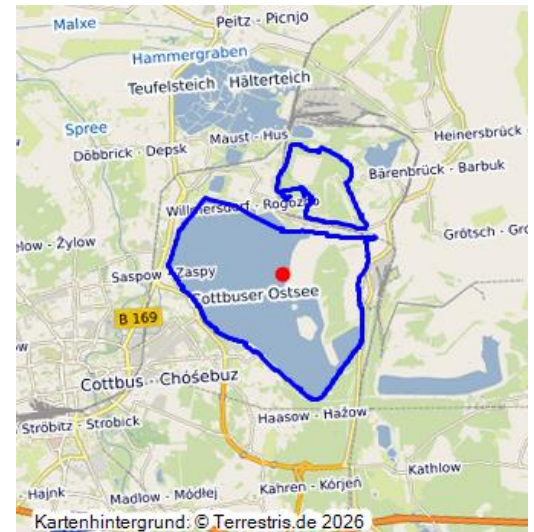 Malxe
Peitz - Picnjo
Hammergraben
Teufelsteich Hälterteich
Spree
Maust - Hus
Heinersbrück -
Döbbrick - Depsk
Bärenbrück - Barbuk
Willmersdorf - Rogozno
elow - Žylow
Grötsch - Gro
Saspow - Zaspy
Cottbuser Ostsee
B 169
ow
Cottbus - Chóśebuz
Haasow - Hažow
Ströbitz - Strobick
Kathlow
- Hajnk
Madlow - Módłej
Kahren - Kórjeń
Kartenhintergrund: © Terrestris.de 2026